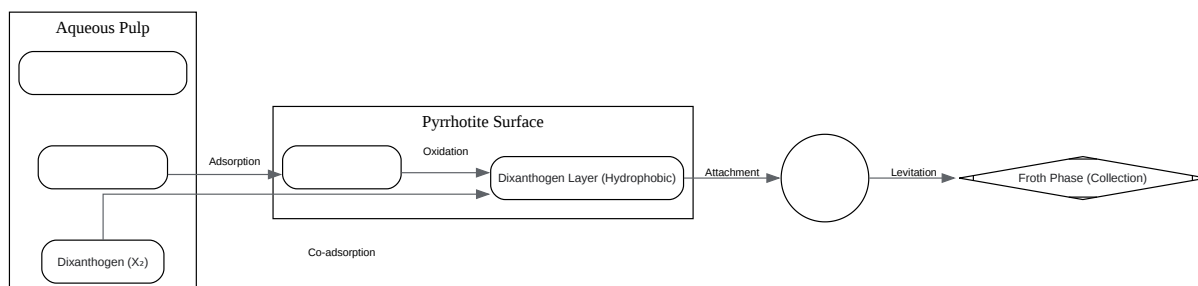 Aqueous Pulp
Pyrrhotite Surface
Adsorption
Oxidation
Dixanthogen Layer (Hydrophobic)
Attachment
Levitation
Froth Phase (Collection)
Co-adsorption
Dixanthogen (X₂)